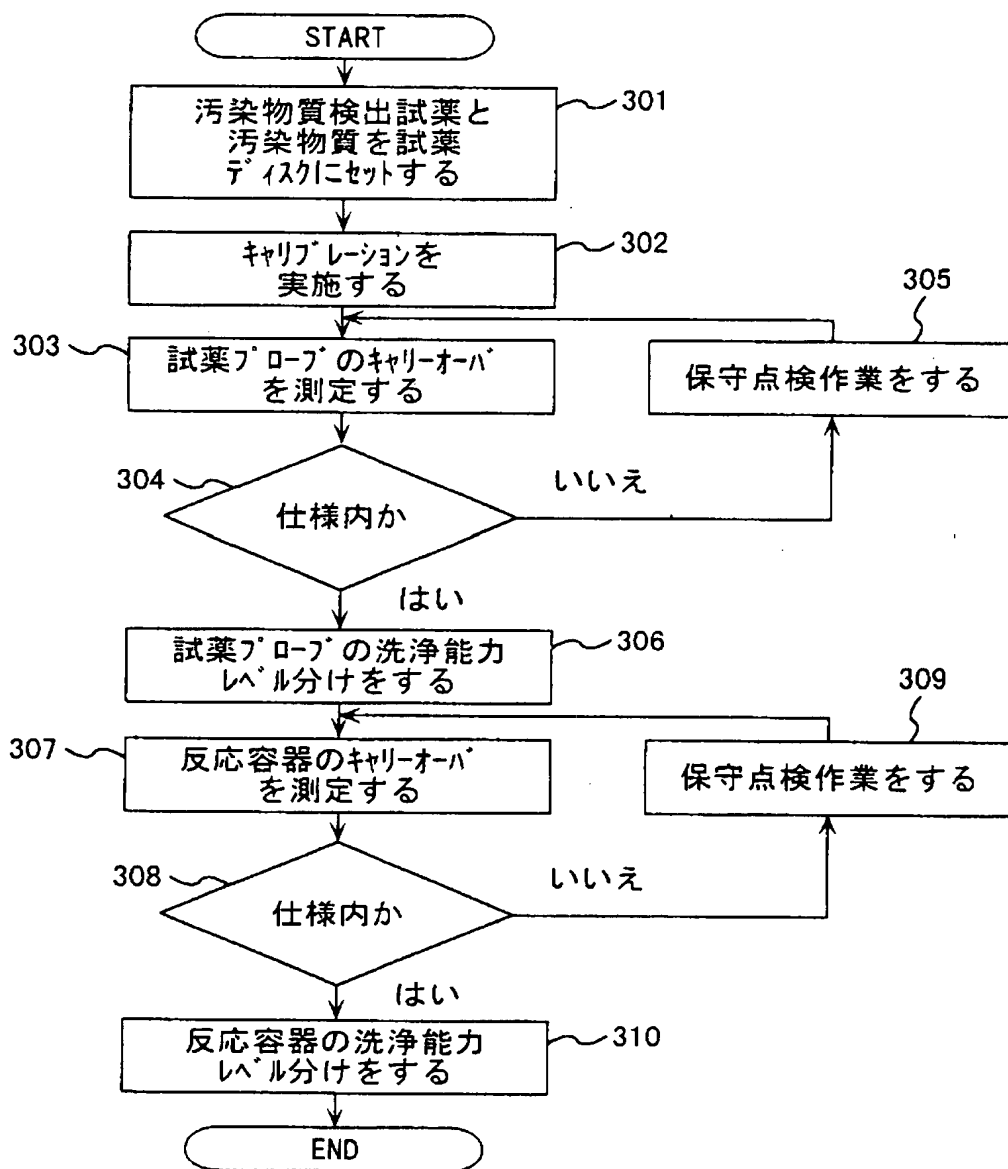 START
汚染物質検出試薬と
汚染物質を試薬
ディスクにセットする
301
キャリブレーションを
実施する
302
305
保守点検作業をする
303
試薬プローブのキャリーオーバ
を測定する
304
仕様内か
いいえ
はい
試薬プローブの洗浄能力
レベル分けをする
306
309
保守点検作業をする
307
反応容器のキャリーオーバ
を測定する
308
仕様内か
いいえ
はい
反応容器の洗浄能力
レベル分けをする
310
END